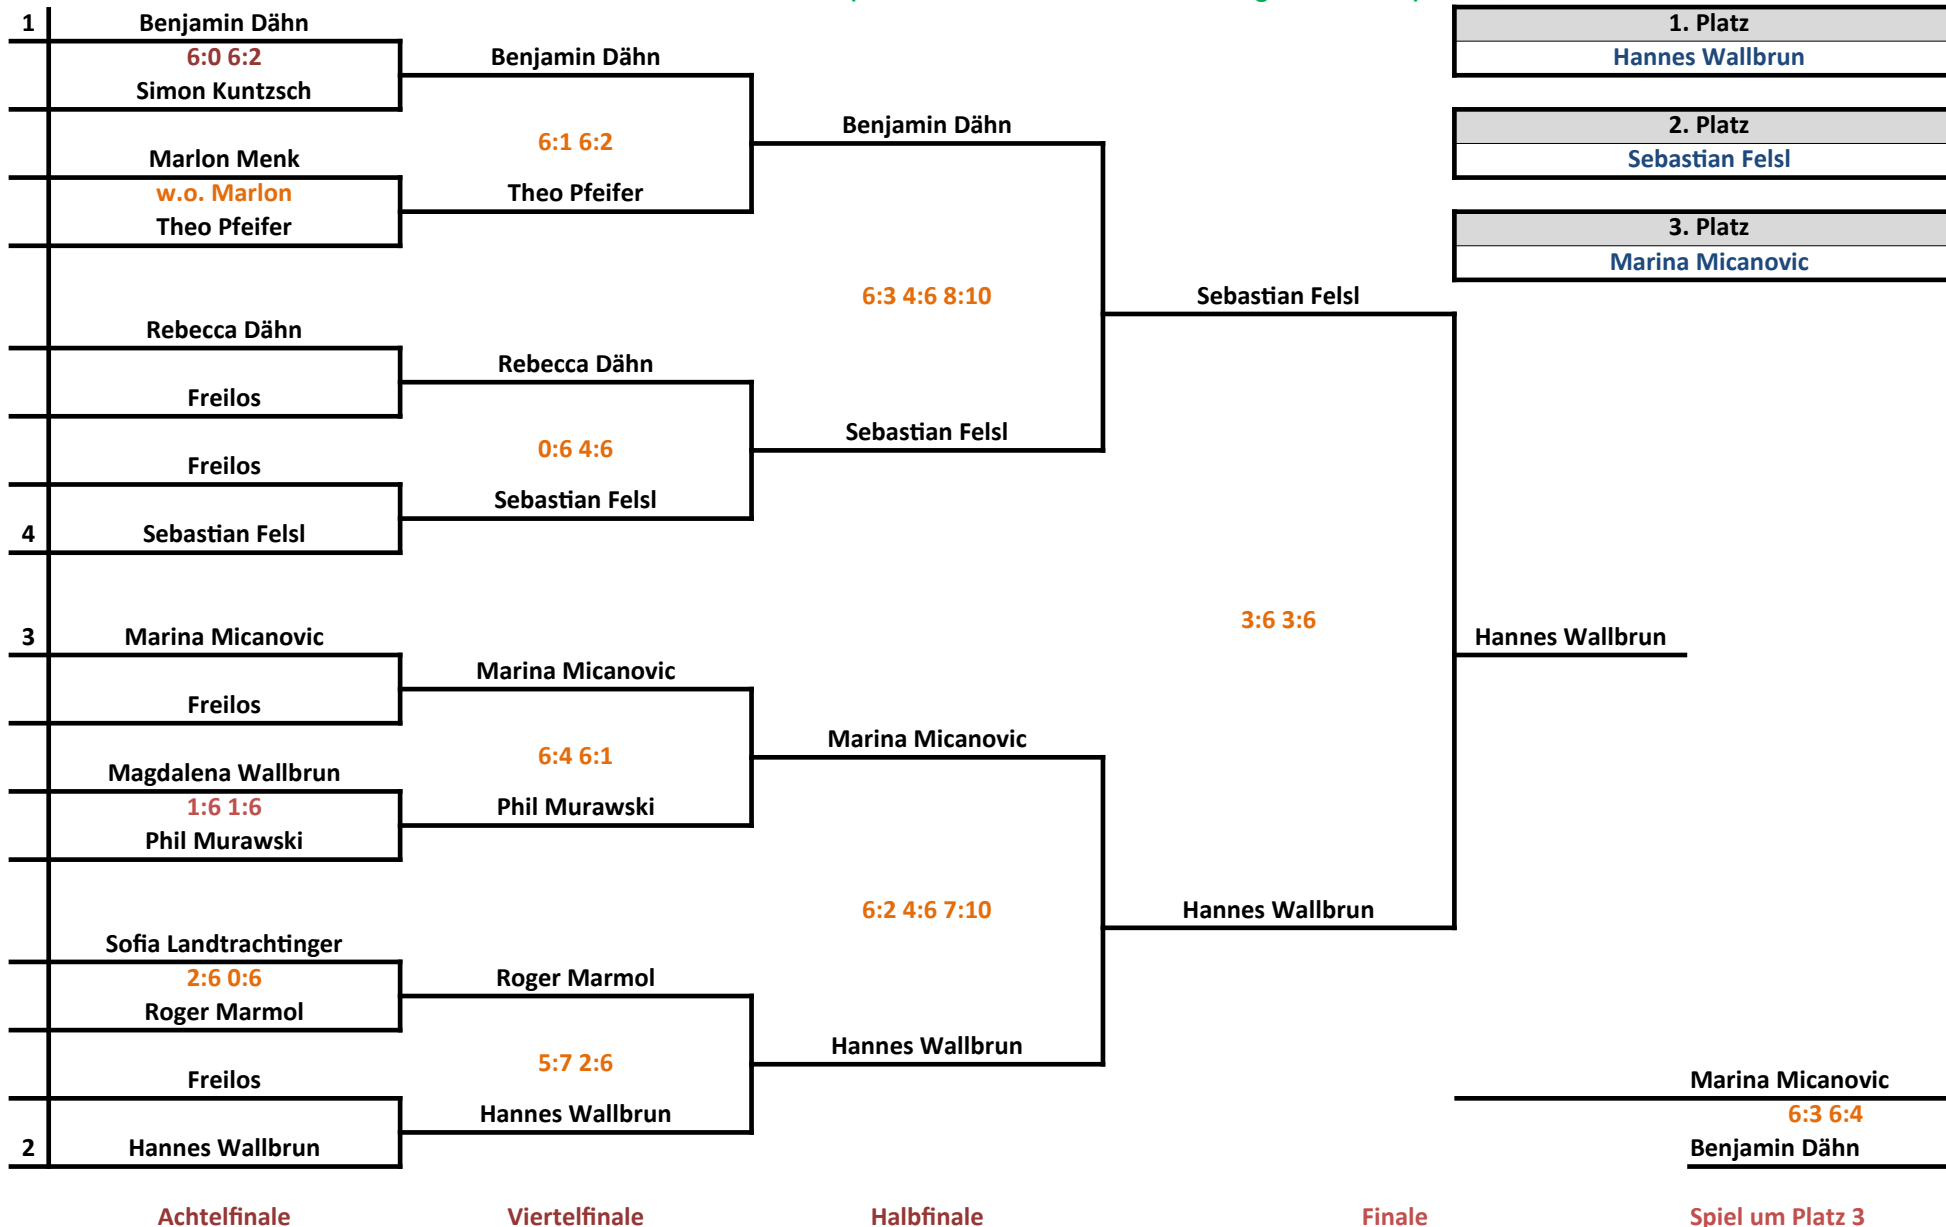 1
Benjamin Dähn
6:0 6:2
Simon Kuntzsch
Marlon Menk
w.o. Marlon
Theo Pfeifer
Rebecca Dähn
Freilos
Freilos
4
Sebastian Felsl
3
Marina Micanovic
Freilos
Magdalena Wallbrun
1:6 1:6
Phil Murawski
Sofia Landtrachtinger
2:6 0:6
Roger Marmol
Freilos
2
Hannes Wallbrun
Achtelfinale
Benjamin Dähn
6:1 6:2
Theo Pfeifer
Rebecca Dähn
0:6 4:6
Sebastian Felsl
Marina Micanovic
6:4 6:1
Phil Murawski
Roger Marmol
5:7 2:6
Hannes Wallbrun
Viertelfinale
Benjamin Dähn
6:3 4:6 8:10
Sebastian Felsl
Marina Micanovic
6:2 4:6 7:10
Hannes Wallbrun
Halbfinale
Sebastian Felsl
3:6 3:6
Hannes Wallbrun
Finale
Hannes Wallbrun
1. Platz
Hannes Wallbrun
2. Platz
Sebastian Felsl
3. Platz
Marina Micanovic
Marina Micanovic
6:3 6:4
Benjamin Dähn
Spiel um Platz 3